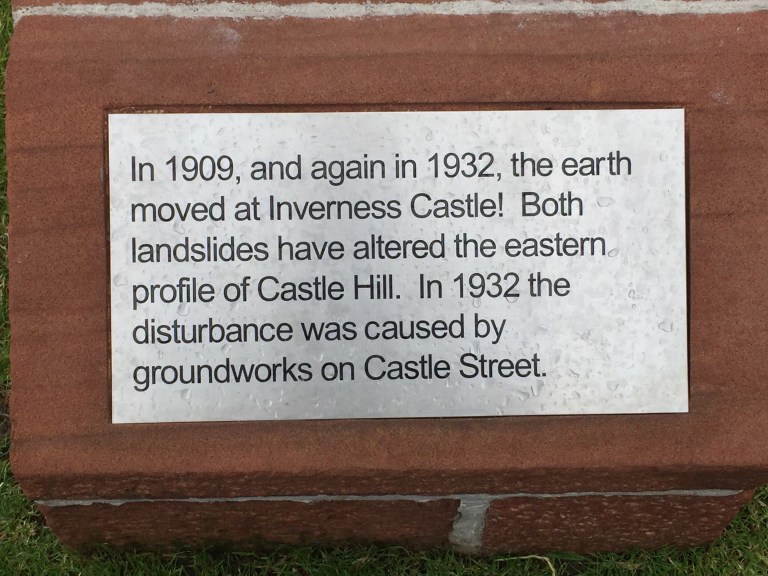 In 1909, and again in 1932, the earth
moved at Inverness Castle!  Both
landslides have altered the eastern
profile of Castle Hill.  In 1932 the
disturbance was caused by
groundworks on Castle Street.